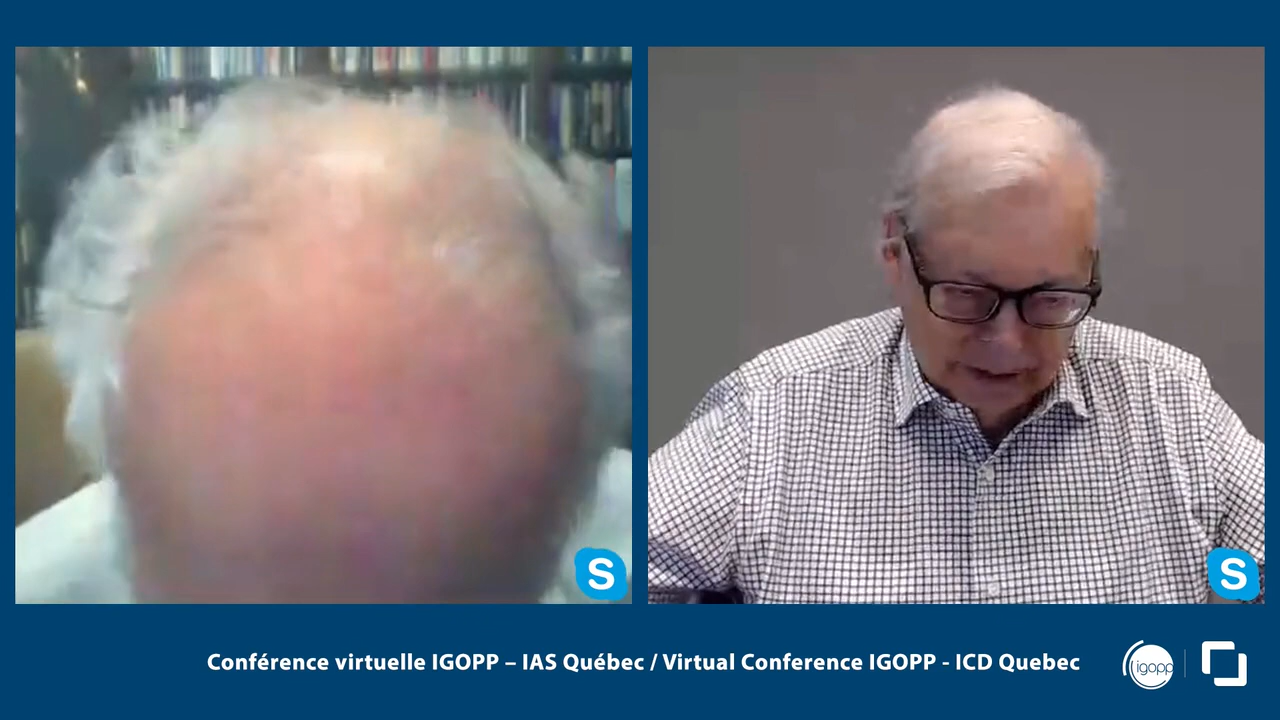 S
S
Conférence virtuelle IGOPP – IAS Québec / Virtual Conference IGOPP - ICD Quebec
igopp